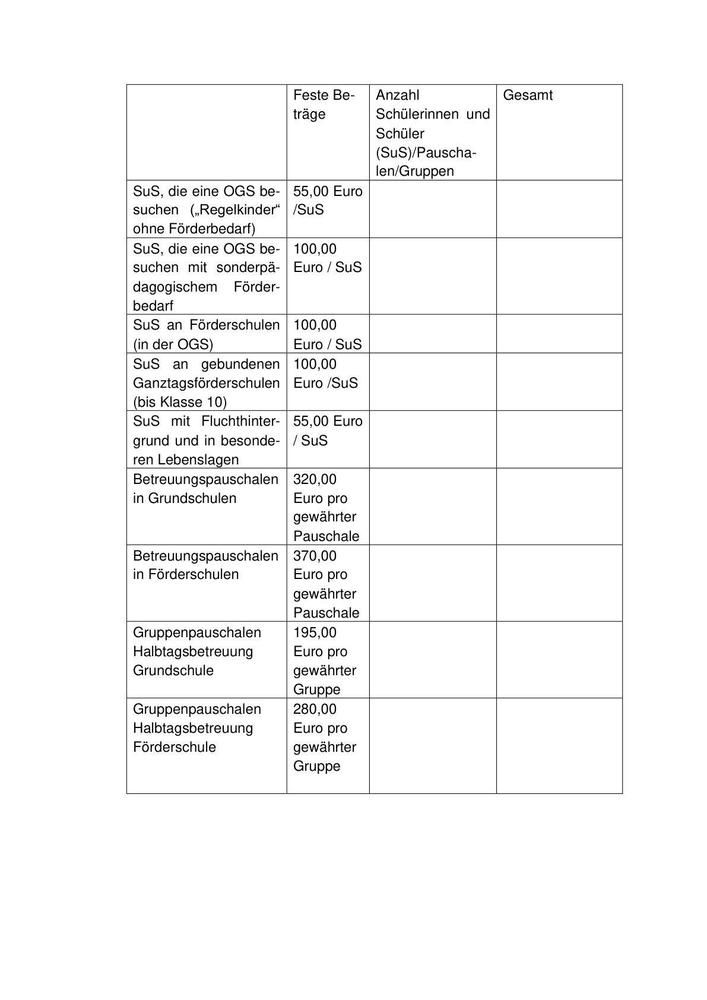 Feste Be-
träge
Anzahl
Schülerinnen und
Schüler
(SuS)/Pauscha-
len/Gruppen
Gesamt
SuS, die eine OGS be-
suchen („Regelkinder“
ohne Förderbedarf)
55,00 Euro
/SuS
SuS, die eine OGS be-
suchen mit sonderpä-
dagogischem Förder-
bedarf
100,00
Euro / SuS
SuS an Förderschulen
(in der OGS)
100,00
Euro / SuS
SuS an gebundenen
Ganztagsförderschulen
(bis Klasse 10)
100,00
Euro /SuS
SuS mit Fluchthinter-
grund und in besonde-
ren Lebenslagen
55,00 Euro
/ SuS
Betreuungspauschalen
in Grundschulen
320,00
Euro pro
gewährter
Pauschale
Betreuungspauschalen
in Förderschulen
370,00
Euro pro
gewährter
Pauschale
Gruppenpauschalen
Halbtagsbetreuung
Grundschule
195,00
Euro pro
gewährter
Gruppe
Gruppenpauschalen
Halbtagsbetreuung
Förderschule
280,00
Euro pro
gewährter
Gruppe